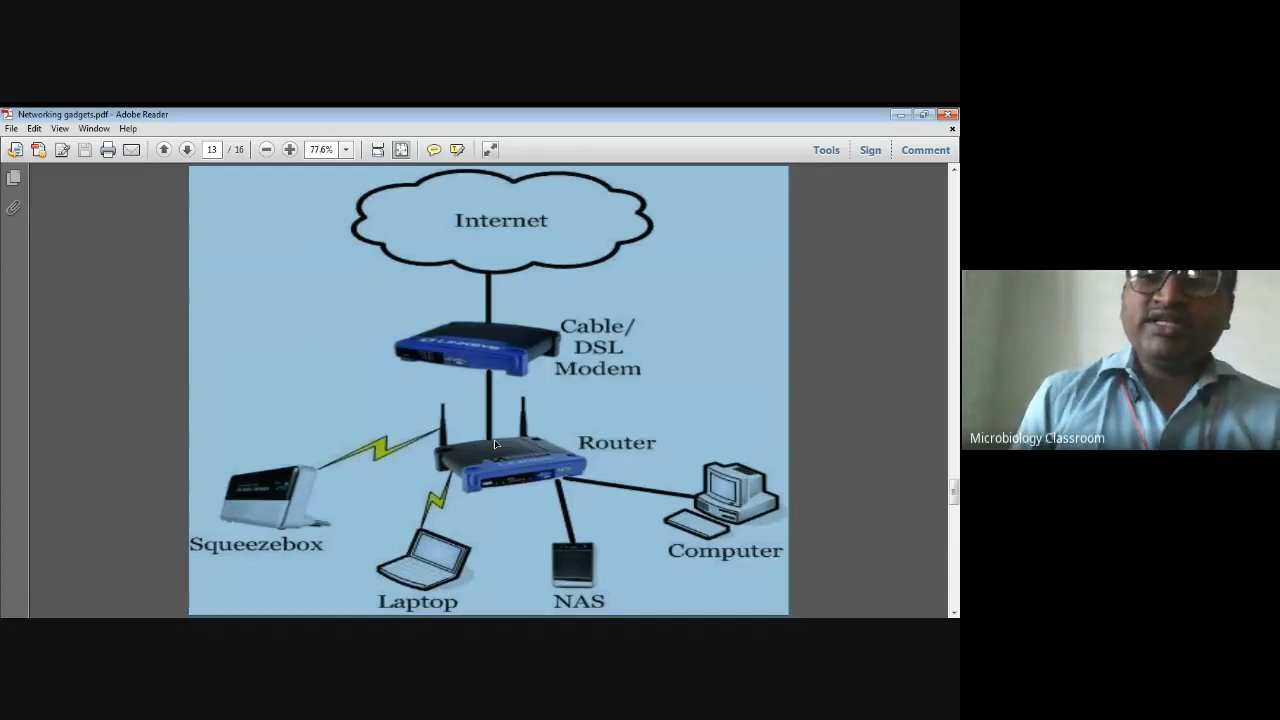 Networking gadgets.pdf - Adobe Reader
File Edit View Window Help
13 / 16 77.6% Tools Sign Comment
Internet
Cable/
DSL
Modem
LINKSYS
Router
Squeezebox
Computer
Laptop
NAS
Microbiology Classroom